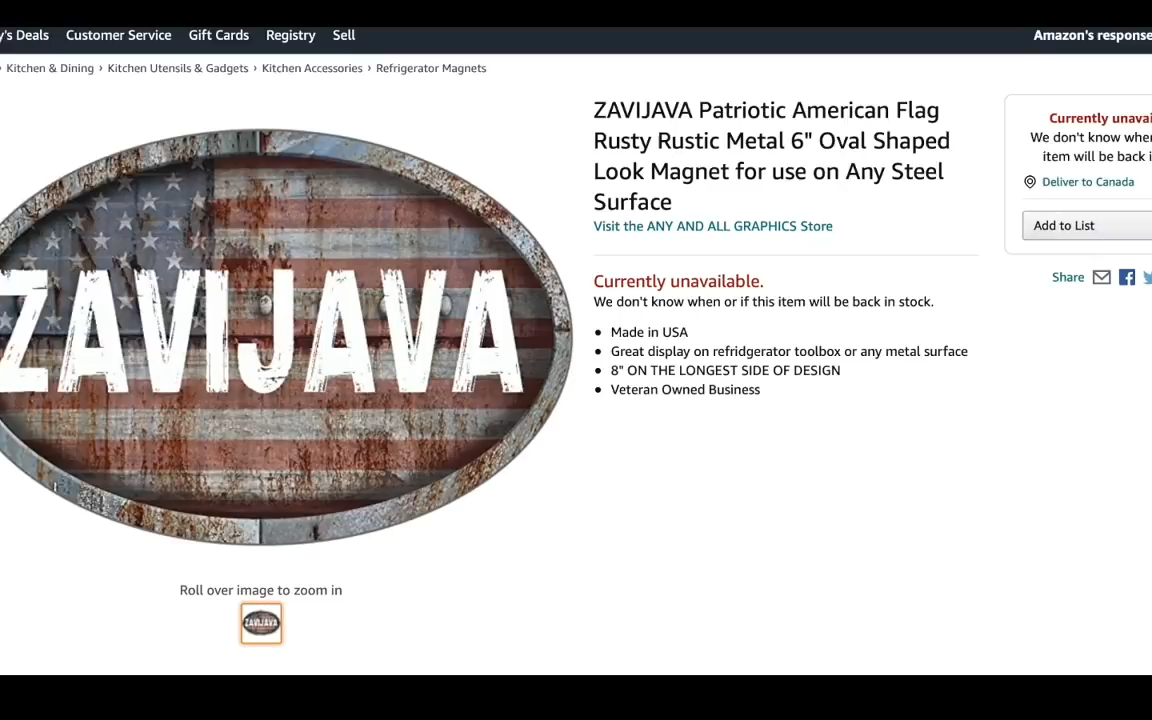 y's Deals Customer Service Gift Cards Registry Sell Amazon's response
› Kitchen & Dining › Kitchen Utensils & Gadgets › Kitchen Accessories › Refrigerator Magnets
ZAVIJAVA Patriotic American Flag
Rusty Rustic Metal 6" Oval Shaped
Look Magnet for use on Any Steel
Surface
Visit the ANY AND ALL GRAPHICS Store
Currently unavailable.
We don't know when or if this item will be back in stock.
• Made in USA
• Great display on refridgerator toolbox or any metal surface
• 8" ON THE LONGEST SIDE OF DESIGN
• Veteran Owned Business
Currently unavai
We don't know when
item will be back i
Deliver to Canada
Add to List
Share
ZAVIJAVA
Roll over image to zoom in
ZAVIJAVA